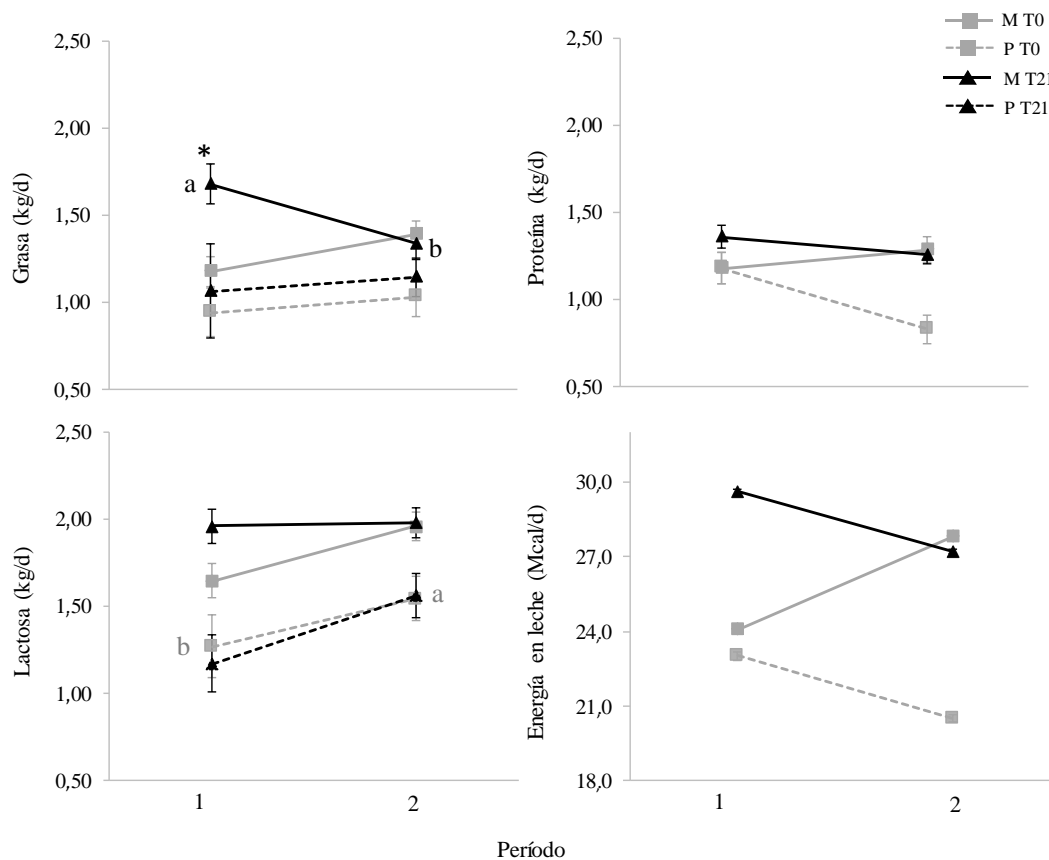 M T0
P T0
M T21
P T21
2,50
2,00
1,50
1,00
0,50
Grasa (kg/d)
*
a
b
2,50
2,00
1,50
1,00
0,50
Proteína (kg/d)
2,50
2,00
1,50
1,00
0,50
Lactosa (kg/d)
b
a
1
2
30,0
27,0
24,0
21,0
18,0
Energía en leche (Mcal/d)
1
2
Período